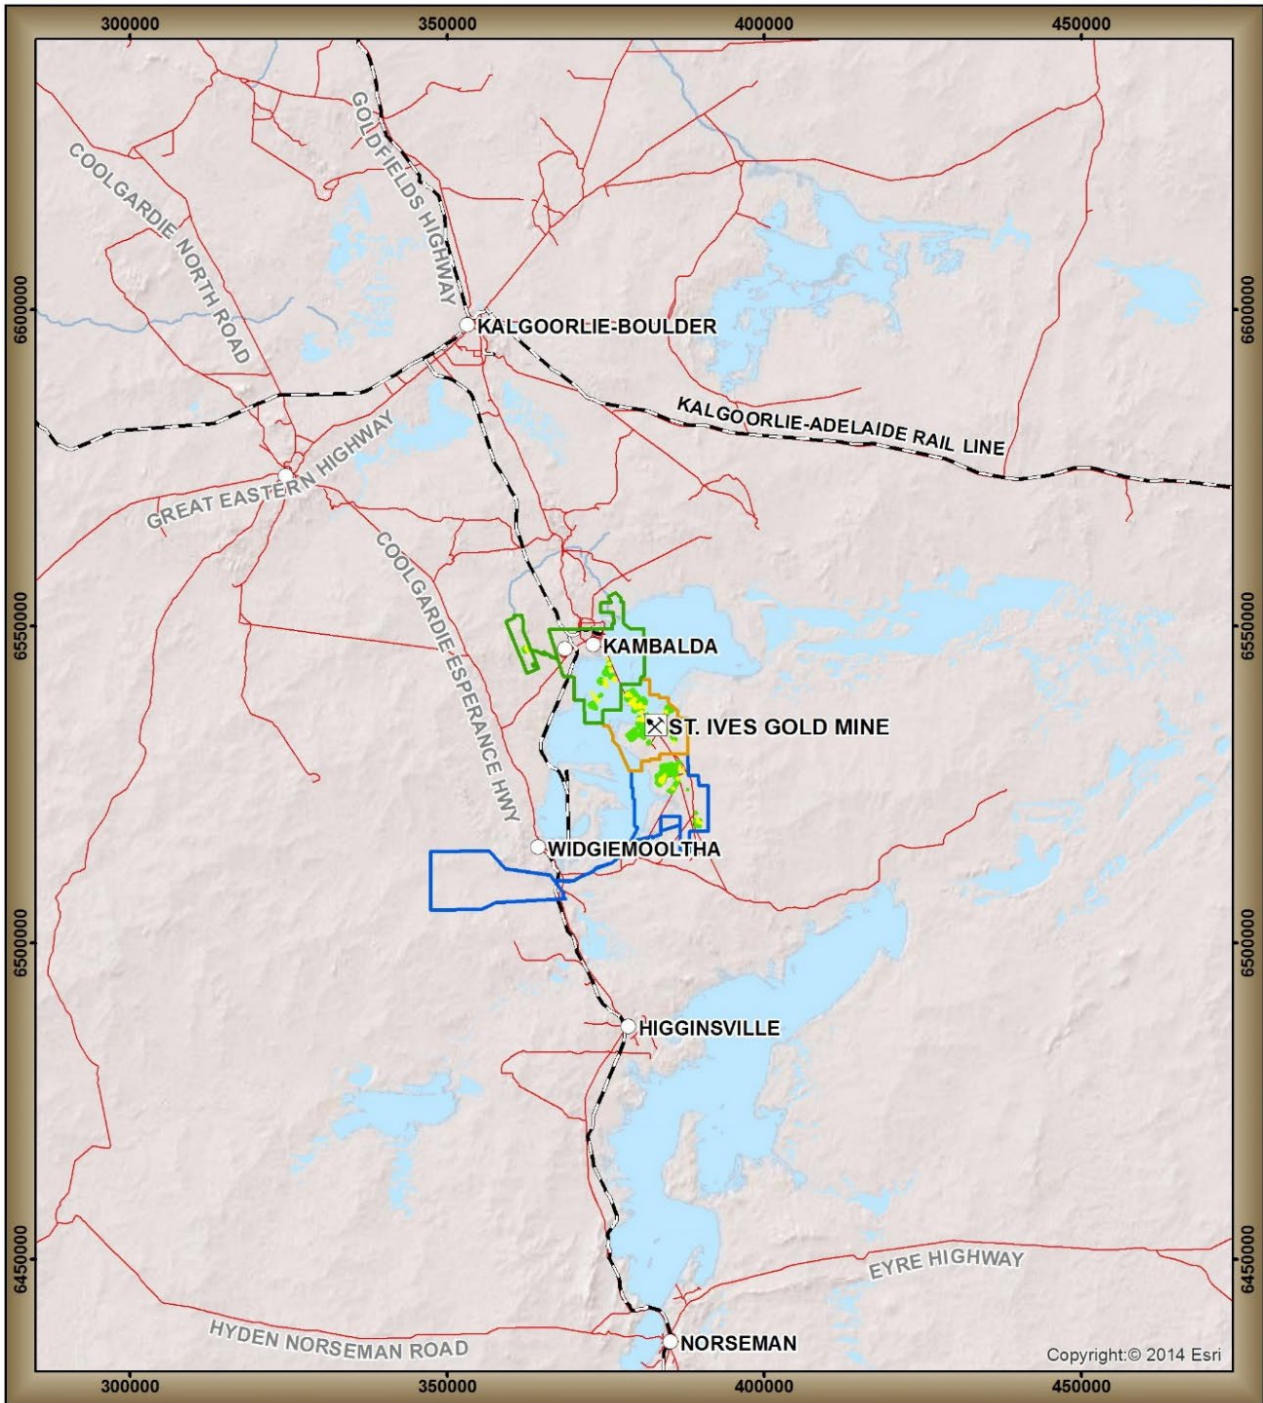 300000
350000
400000
450000
GOLDFIELDS HIGHWAY
COOLGARDIE NORTH ROAD
6600000
6600000
KALGOORLIE-BOULDER
KALGOORLIE-ADELAIDE RAIL LINE
GREAT EASTERN HIGHWAY
COOLGARDIE ESPERANCE HWY
6550000
6550000
KAMBALDA
ST. IVES GOLD MINE
WIDGIEMOOLTHA
6500000
6500000
HIGGINSVILLE
6450000
6450000
EYRE HIGHWAY
HYDEN NORSEMAN ROAD
NORSEMAN
Copyright:© 2014 Esri
300000
350000
400000
450000